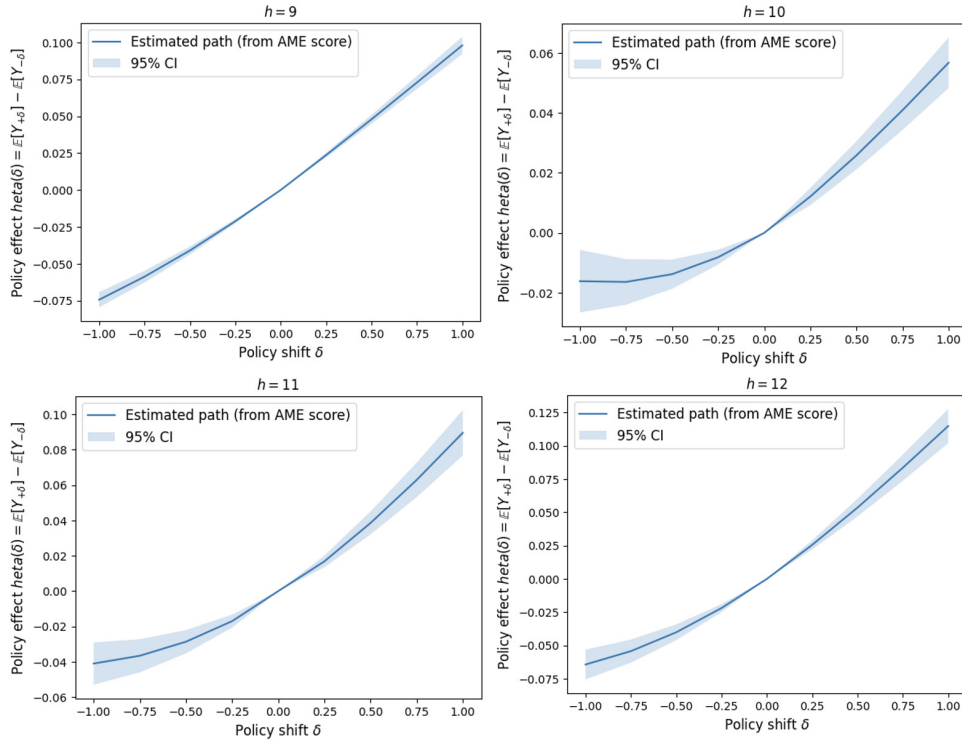 h = 9
Policy effect heta(δ) = 𝔼[Y+δ] − 𝔼[Y−δ]
0.100
0.075
0.050
0.025
0.000
−0.025
−0.050
−0.075
Estimated path (from AME score)
95% CI
−1.00 −0.75 −0.50 −0.25 0.00 0.25 0.50 0.75 1.00
Policy shift δ
h = 10
Policy effect heta(δ) = 𝔼[Y+δ] − 𝔼[Y−δ]
0.06
0.04
0.02
0.00
−0.02
Estimated path (from AME score)
95% CI
−1.00 −0.75 −0.50 −0.25 0.00 0.25 0.50 0.75 1.00
Policy shift δ
h = 11
Policy effect heta(δ) = 𝔼[Y+δ] − 𝔼[Y−δ]
0.10
0.08
0.06
0.04
0.02
0.00
−0.02
−0.04
−0.06
Estimated path (from AME score)
95% CI
−1.00 −0.75 −0.50 −0.25 0.00 0.25 0.50 0.75 1.00
Policy shift δ
h = 12
Policy effect heta(δ) = 𝔼[Y+δ] − 𝔼[Y−δ]
0.125
0.100
0.075
0.050
0.025
0.000
−0.025
−0.050
−0.075
Estimated path (from AME score)
95% CI
−1.00 −0.75 −0.50 −0.25 0.00 0.25 0.50 0.75 1.00
Policy shift δ